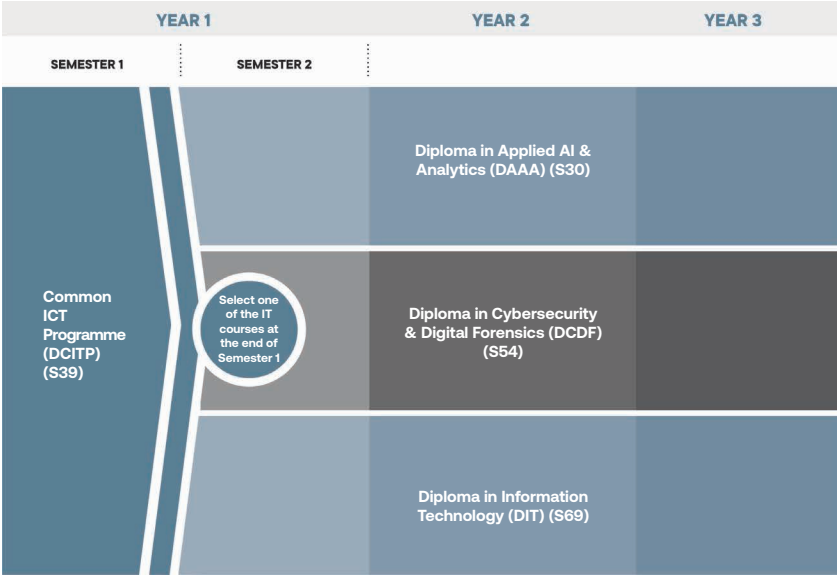 YEAR 1
YEAR 2
YEAR 3
SEMESTER 1
SEMESTER 2
Diploma in Applied AI &
Analytics (DAAA) (S30)
Common
ICT
Programme
(DCITP)
(S39)
Select one
of the IT
courses at
the end of
Semester 1
Diploma in Cybersecurity
& Digital Forensics (DCDF)
(S54)
Diploma in Information
Technology (DIT) (S69)